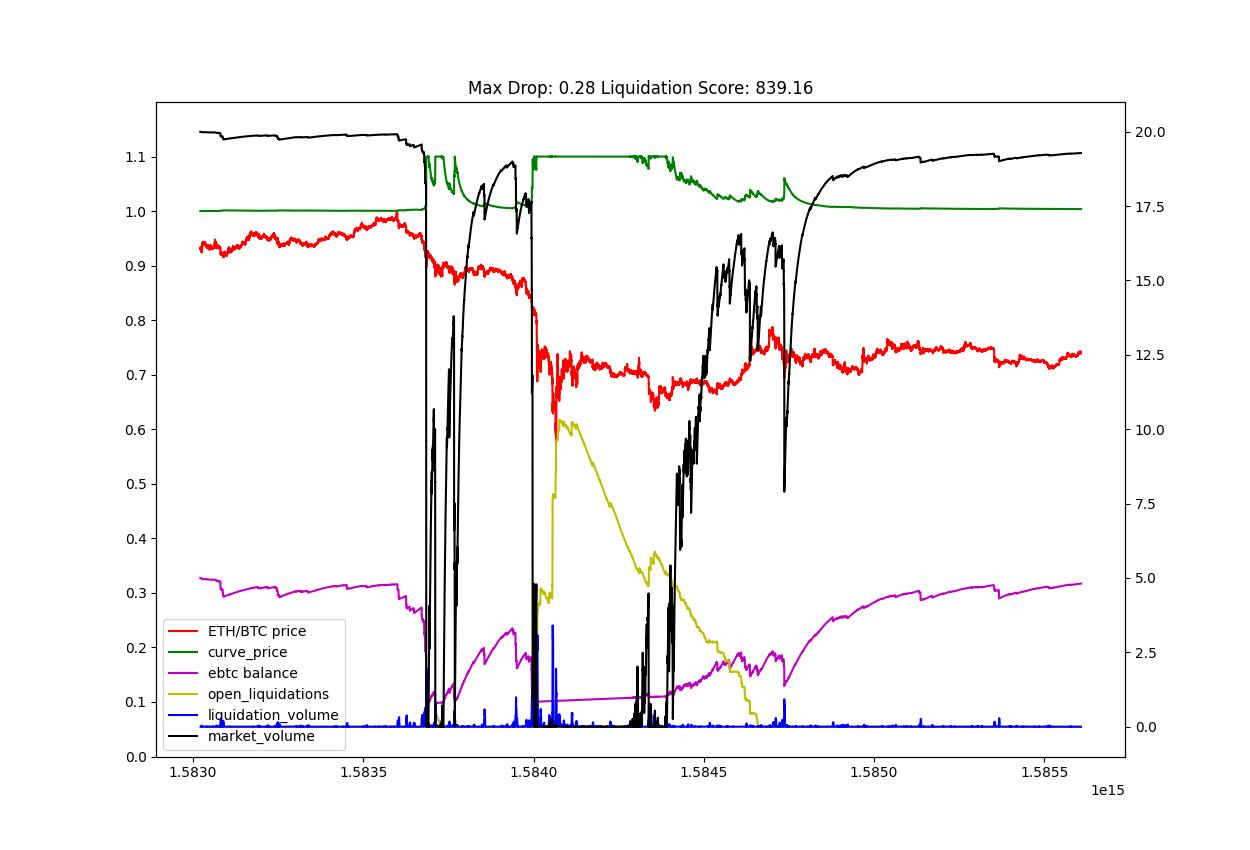 Max Drop: 0.28 Liquidation Score: 839.16
1.1
1.0
0.9
0.8
0.7
0.6
0.5
0.4
0.3
0.2
0.1
0.0
20.0
17.5
15.0
12.5
10.0
7.5
5.0
2.5
0.0
ETH/BTC price
curve_price
ebtc balance
open_liquidations
liquidation_volume
market_volume
1.5830 1.5835 1.5840 1.5845 1.5850 1.5855
1e15